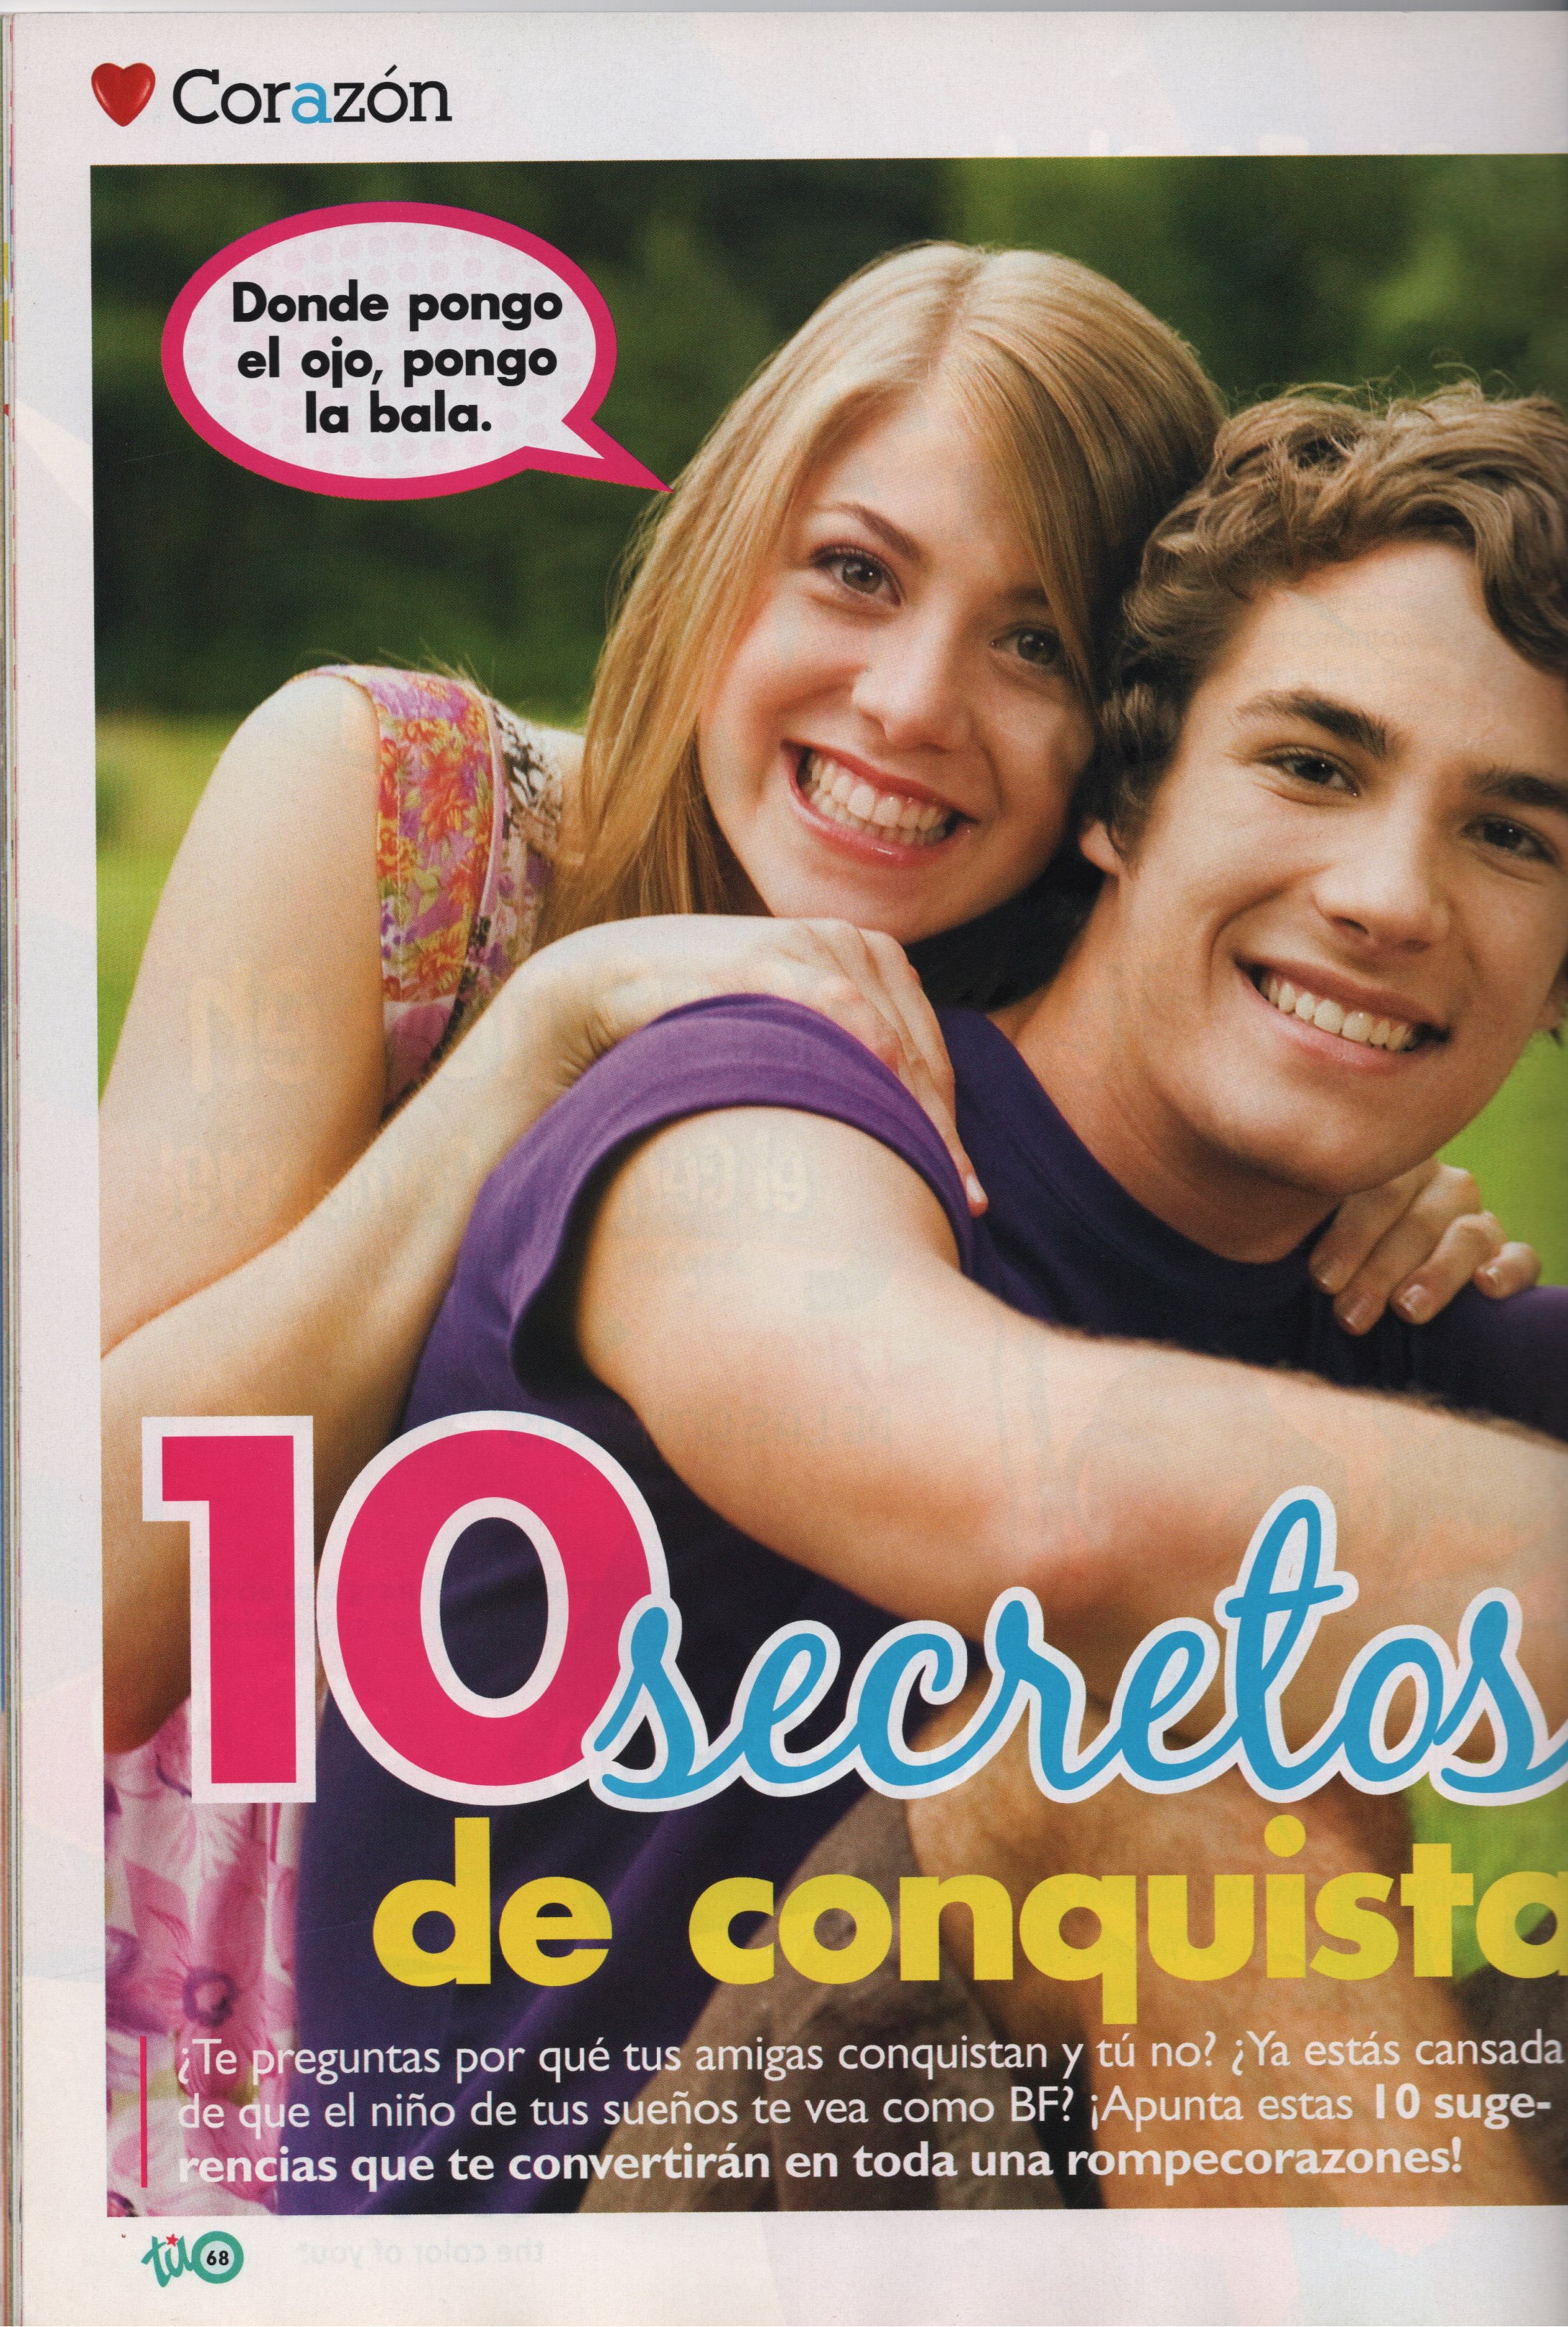 Corazón
Donde pongo
el ojo, pongo
la bala.
10 secretos
de conquista
¿Te preguntas por qué tus amigas conquistan y tú no? ¿Ya estás cansada
de que el niño de tus sueños te vea como BF? ¡Apunta estas 10 suge-
rencias que te convertirán en toda una rompecorazones!
tú 68